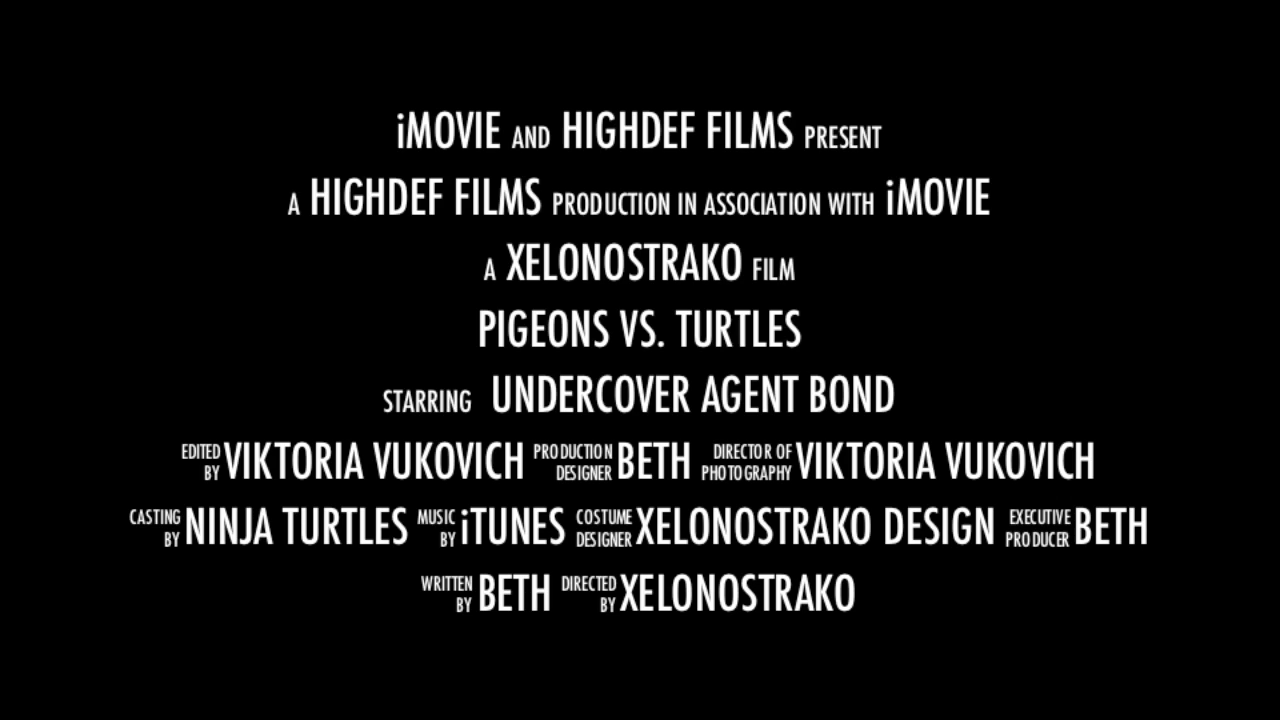 iMOVIE AND HIGHDEF FILMS PRESENT
A HIGHDEF FILMS PRODUCTION IN ASSOCIATION WITH iMOVIE
A XELONOSTRAKO FILM
PIGEONS VS. TURTLES
STARRING UNDERCOVER AGENT BOND
EDITED BY VIKTORIA VUKOVICH PRODUCTION DESIGNER BETH DIRECTOR OF PHOTOGRAPHY VIKTORIA VUKOVICH
CASTING BY NINJA TURTLES MUSIC BY iTUNES COSTUME DESIGNER XELONOSTRAKO DESIGN EXECUTIVE PRODUCER BETH
WRITTEN BY BETH DIRECTED BY XELONOSTRAKO